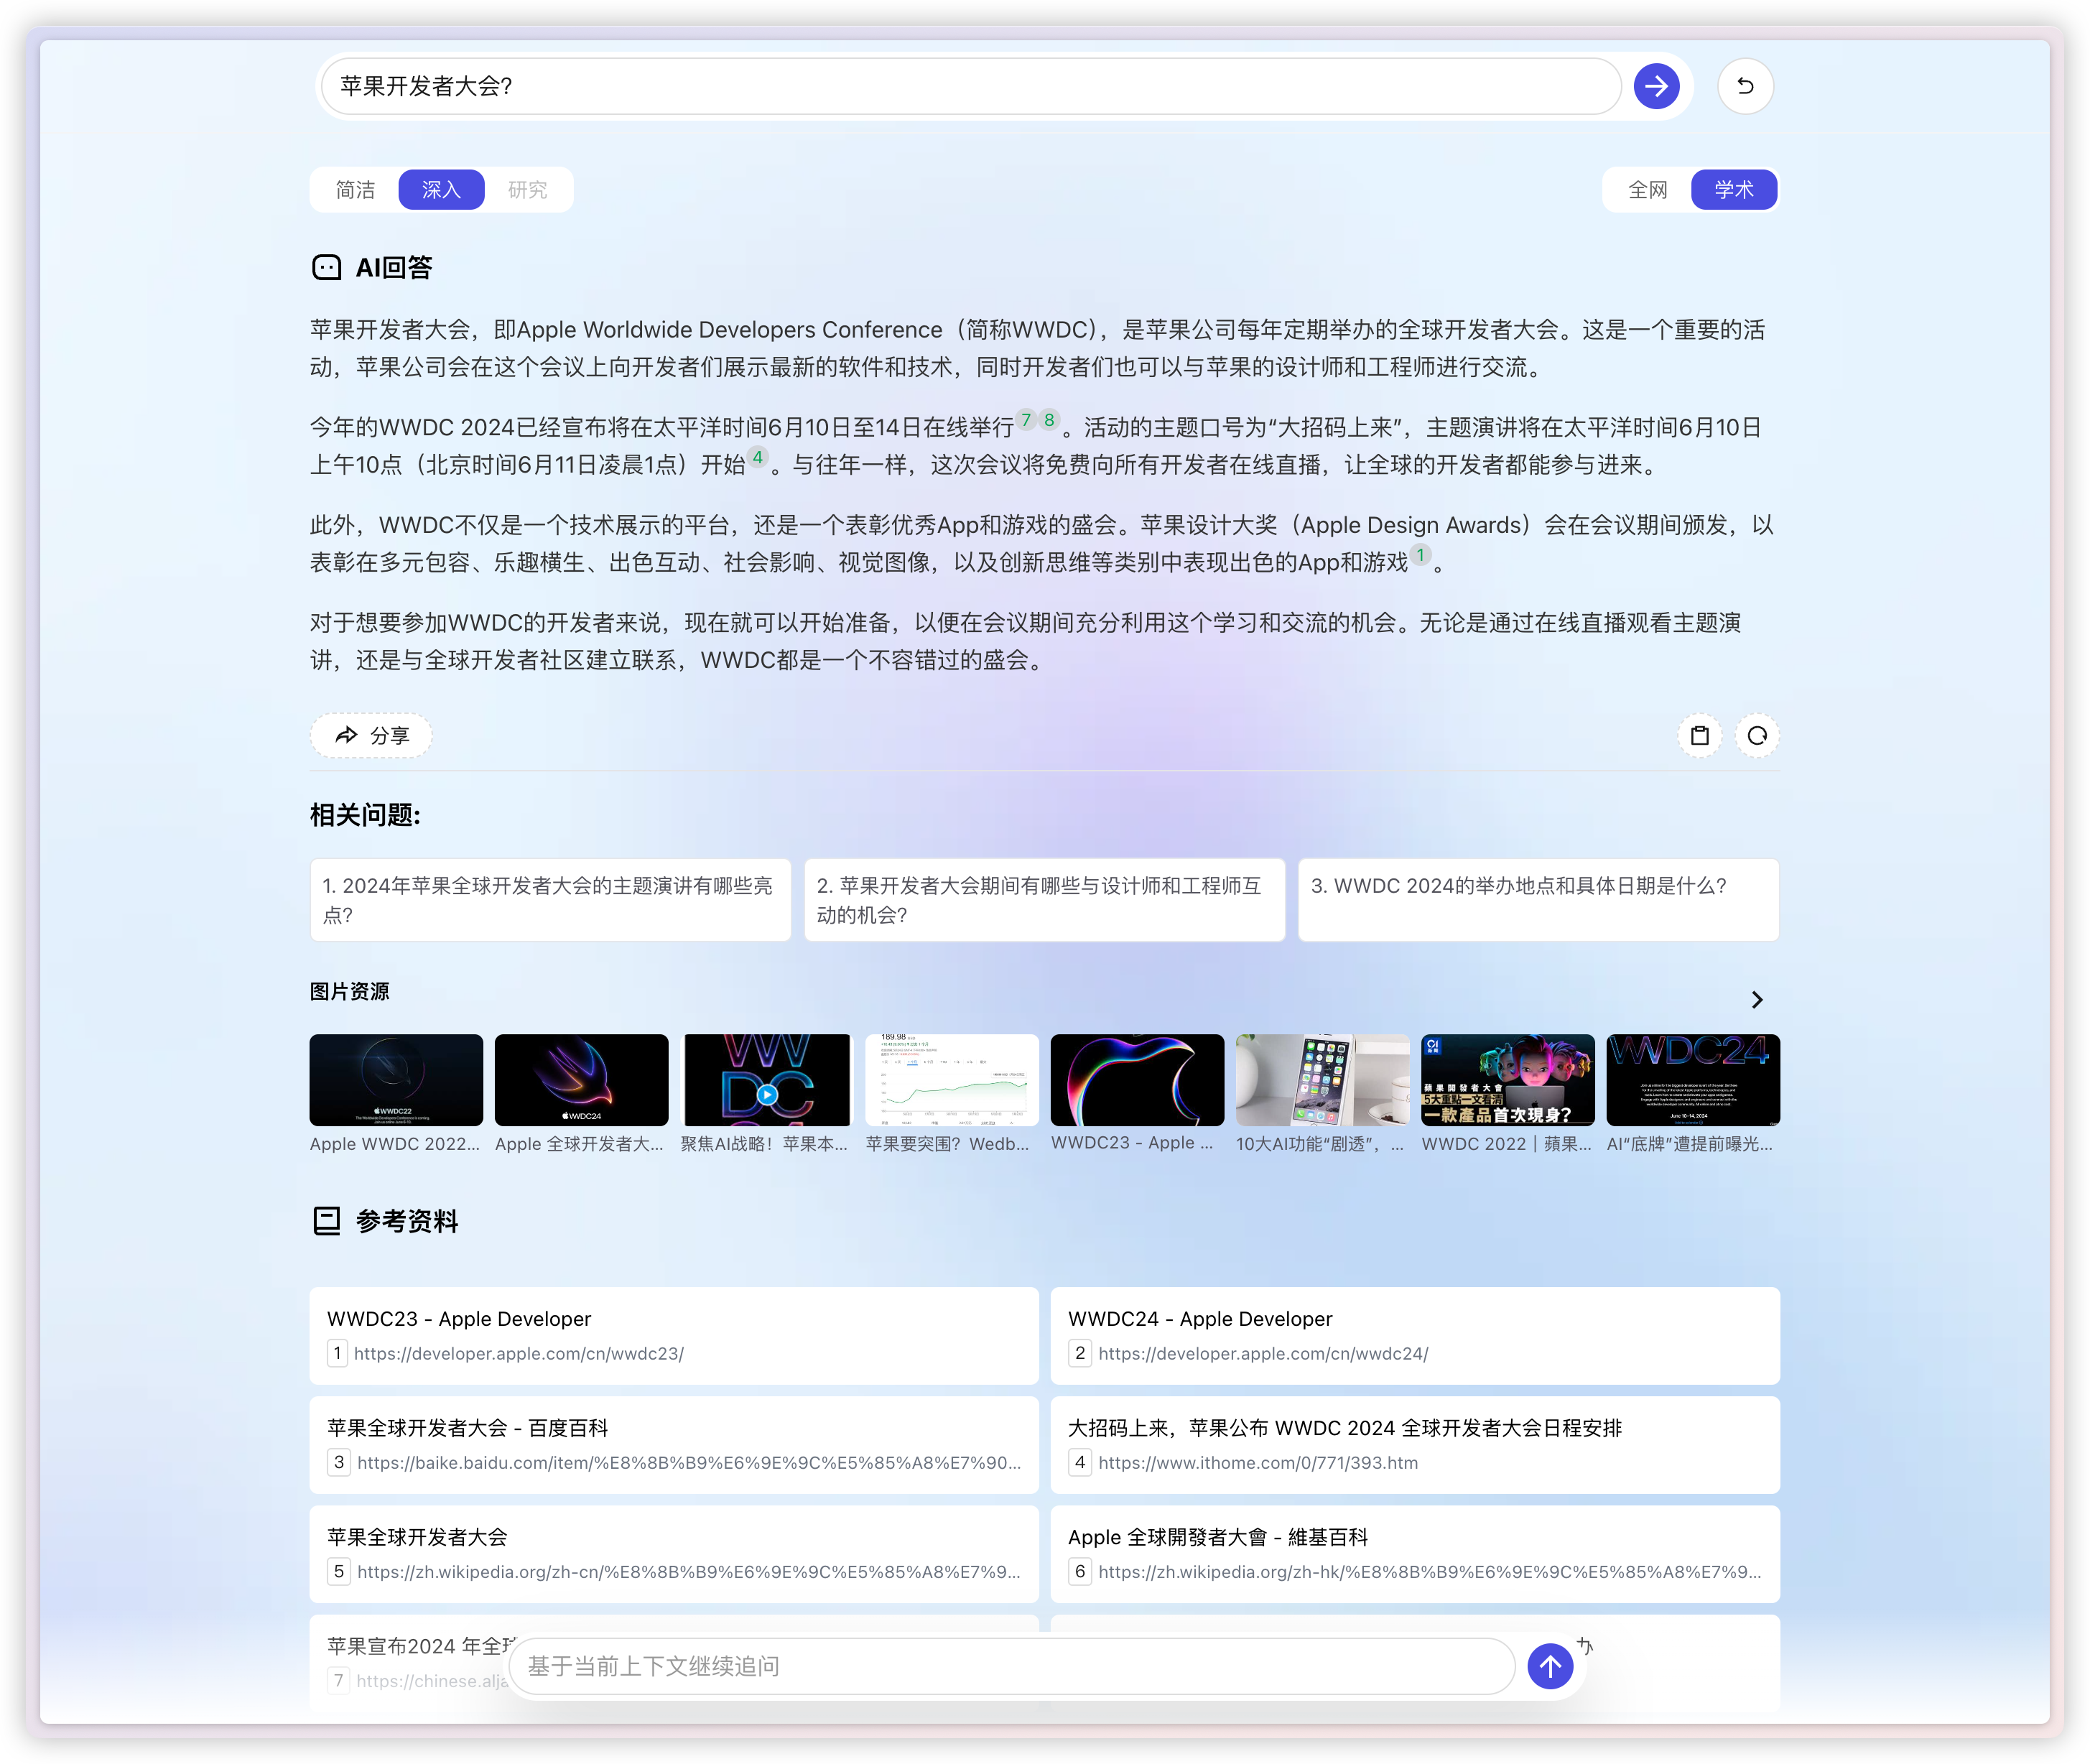 苹果开发者大会?
简洁 深入 研究
全网 学术
AI回答
苹果开发者大会，即Apple Worldwide Developers Conference（简称WWDC），是苹果公司每年定期举办的全球开发者大会。这是一个重要的活
动，苹果公司会在这个会议上向开发者们展示最新的软件和技术，同时开发者们也可以与苹果的设计师和工程师进行交流。
今年的WWDC 2024已经宣布将在太平洋时间6月10日至14日在线举行7 8。活动的主题口号为“大招码上来”，主题演讲将在太平洋时间6月10日
上午10点（北京时间6月11日凌晨1点）开始4。与往年一样，这次会议将免费向所有开发者在线直播，让全球的开发者都能参与进来。
此外，WWDC不仅是一个技术展示的平台，还是一个表彰优秀App和游戏的盛会。苹果设计大奖（Apple Design Awards）会在会议期间颁发，以
表彰在多元包容、乐趣横生、出色互动、社会影响、视觉图像，以及创新思维等类别中表现出色的App和游戏1。
对于想要参加WWDC的开发者来说，现在就可以开始准备，以便在会议期间充分利用这个学习和交流的机会。无论是通过在线直播观看主题演
讲，还是与全球开发者社区建立联系，WWDC都是一个不容错过的盛会。
分享
相关问题:
1. 2024年苹果全球开发者大会的主题演讲有哪些亮
点?
2. 苹果开发者大会期间有哪些与设计师和工程师互
动的机会?
3. WWDC 2024的举办地点和具体日期是什么?
图片资源
WWDC22
WWDC24
WW
DC
189.98
蘋果開發者大會
5大重點一文看清
一款產品首次現身?
WWDC24
June 10-14, 2024
Apple WWDC 2022...
Apple 全球开发者大...
聚焦AI战略！苹果本...
苹果要突围？Wedb...
WWDC23 - Apple ...
10大AI功能“剧透”，...
WWDC 2022｜蘋果...
AI“底牌”遭提前曝光...
参考资料
WWDC23 - Apple Developer
1 https://developer.apple.com/cn/wwdc23/
WWDC24 - Apple Developer
2 https://developer.apple.com/cn/wwdc24/
苹果全球开发者大会 - 百度百科
3 https://baike.baidu.com/item/%E8%8B%B9%E6%9E%9C%E5%85%A8%E7%90...
大招码上来，苹果公布 WWDC 2024 全球开发者大会日程安排
4 https://www.ithome.com/0/771/393.htm
苹果全球开发者大会
5 https://zh.wikipedia.org/zh-cn/%E8%8B%B9%E6%9E%9C%E5%85%A8%E7%9...
Apple 全球開發者大會 - 維基百科
6 https://zh.wikipedia.org/zh-hk/%E8%8B%B9%E6%9E%9C%E5%85%A8%E7%9...
苹果宣布2024 年全
7 https://chinese.alja
办
基于当前上下文继续追问